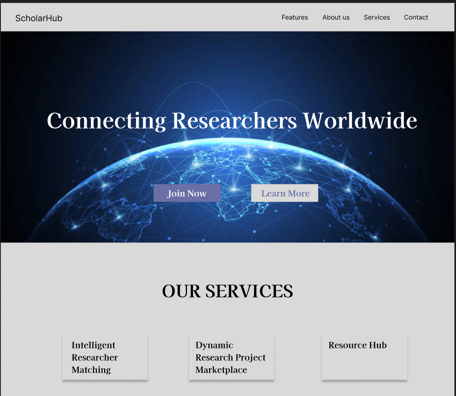 ScholarHub
Features About us Services Contact
Connecting Researchers Worldwide
Join Now Learn More
OUR SERVICES
Intelligent
Researcher
Matching
Dynamic
Research Project
Marketplace
Resource Hub